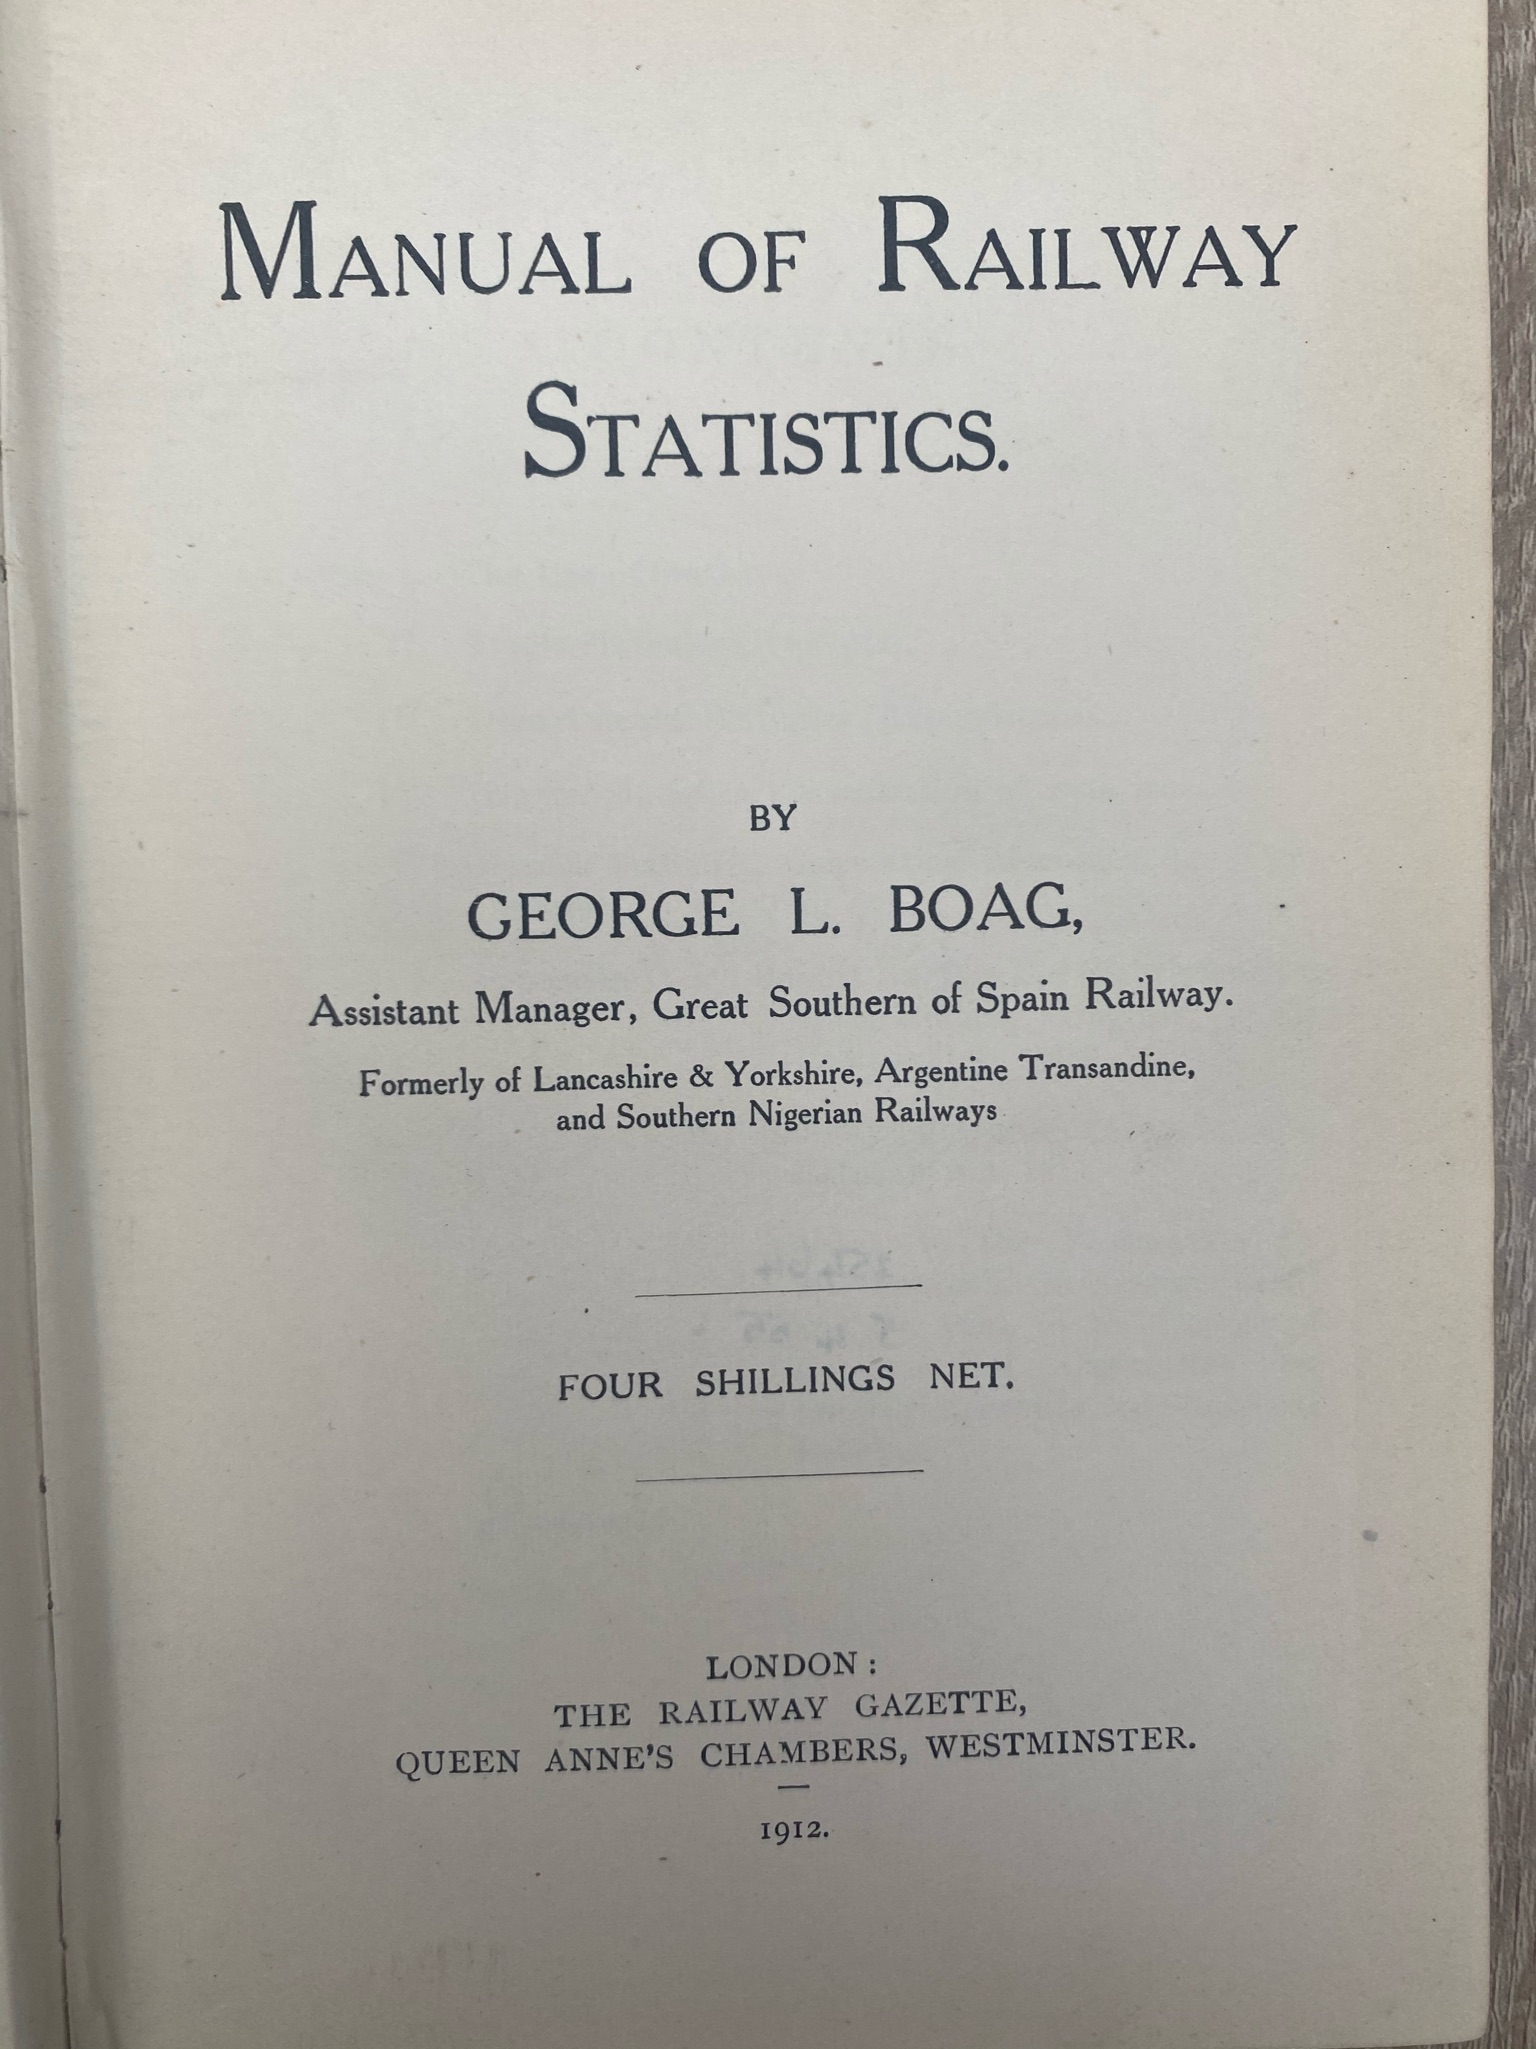 MANUAL OF RAILWAY
STATISTICS.
BY
GEORGE L. BOAG,
Assistant Manager, Great Southern of Spain Railway.
Formerly of Lancashire & Yorkshire, Argentine Transandine,
and Southern Nigerian Railways
FOUR SHILLINGS NET.
LONDON:
THE RAILWAY GAZETTE,
QUEEN ANNE'S CHAMBERS, WESTMINSTER.
1912.